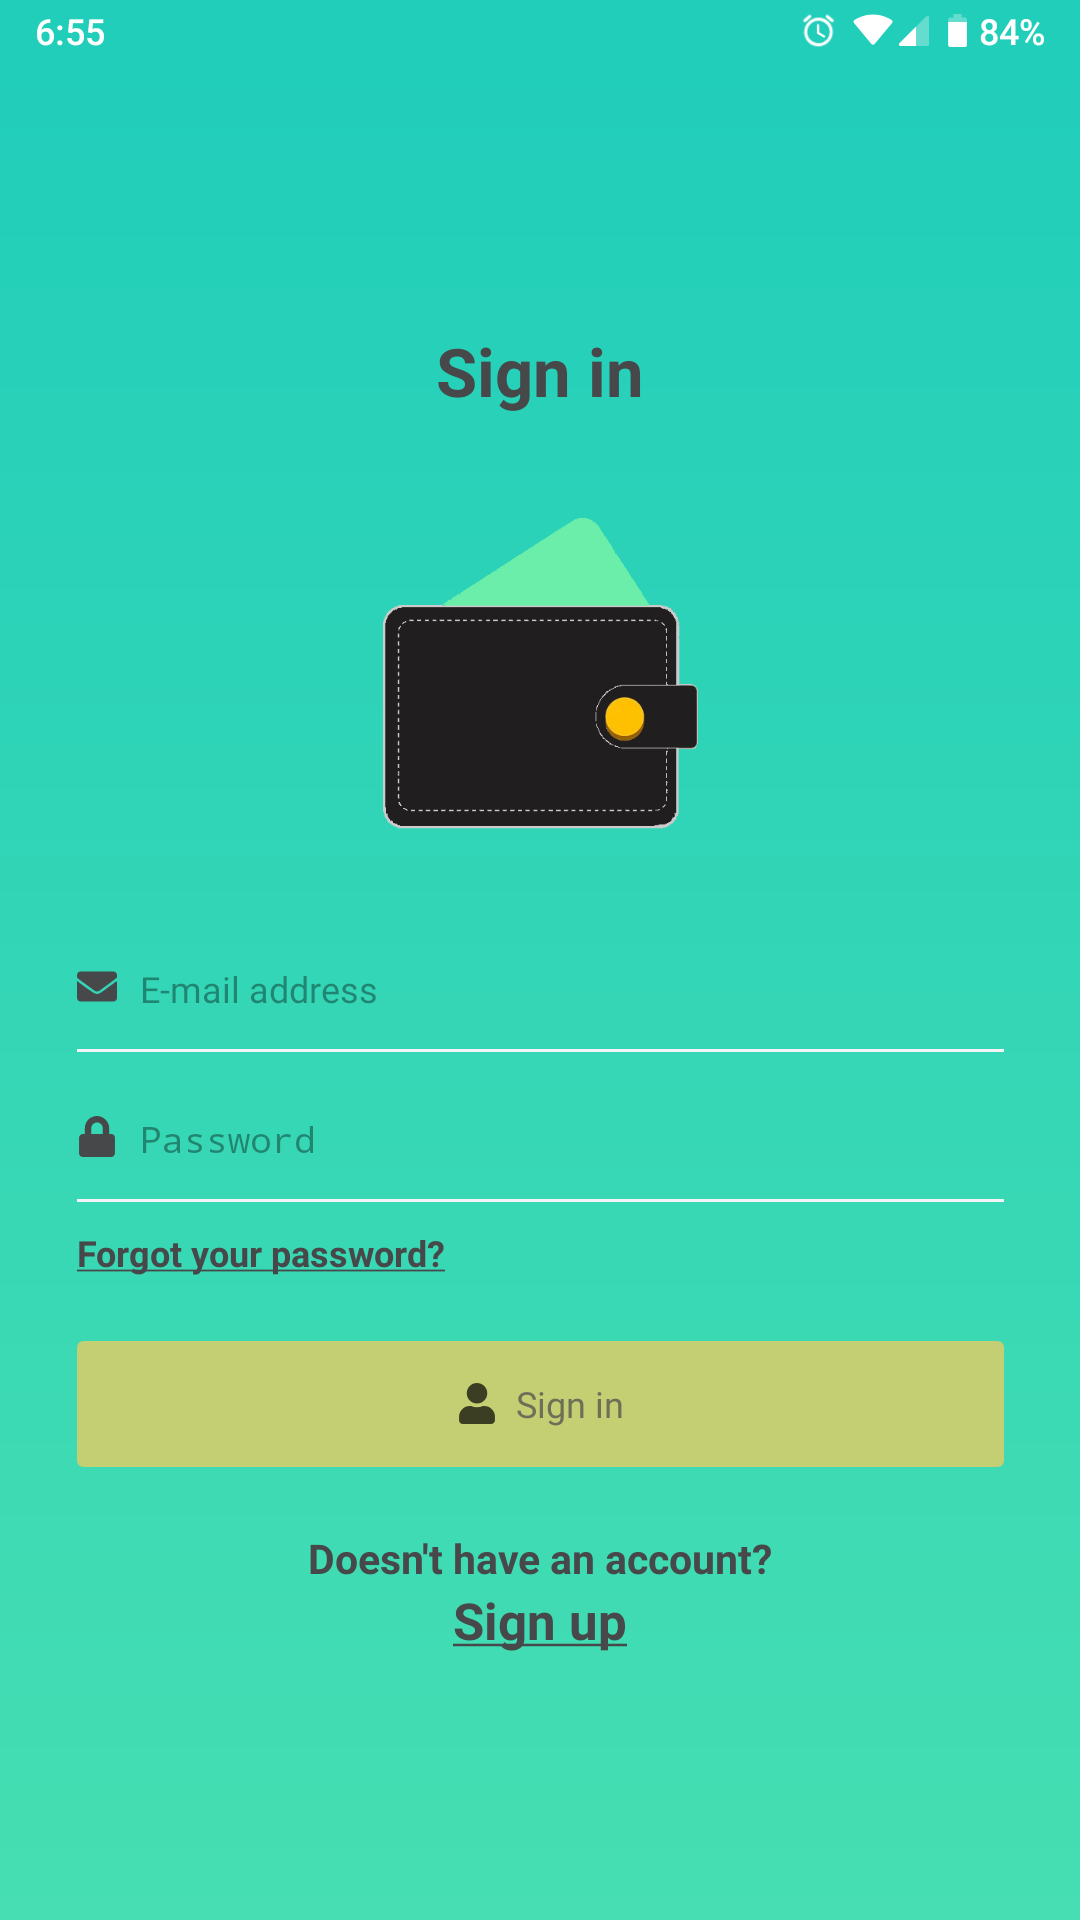 6:55
84%
Sign in
E-mail address
Password
Forgot your password?
Sign in
Doesn't have an account?
Sign up